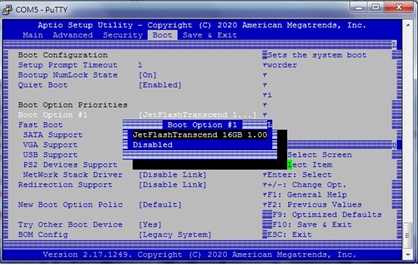 COM5 - PuTTY
Aptio Setup Utility - Copyright (C) 2020 American Megatrends, Inc.
Main Advanced Security Boot Save & Exit
Boot Configuration Sets the system boot
Setup Prompt Timeout 1 order
Bootup NumLock State [On]
Quiet Boot [Enabled]
Boot Option Priorities
Boot Option #1 [JetFlashTranscend 1...]
Fast Boot Boot Option #1
SATA Support JetFlashTranscend 16GB 1.00
VGA Support Disabled
USB Support Select Screen
PS2 Devices Support Select Item
NetWork Stack Driver [Disable Link] Enter: Select
Redirection Support [Disable Link] +/-: Change Opt.
F1: General Help
New Boot Option Polic [Default] F2: Previous Values
F9: Optimized Defaults
Try Other Boot Device [Yes] F10: Save & Exit
BOM Config [Legacy System] ESC: Exit
Version 2.17.1249. Copyright (C) 2020 American Megatrends, Inc.